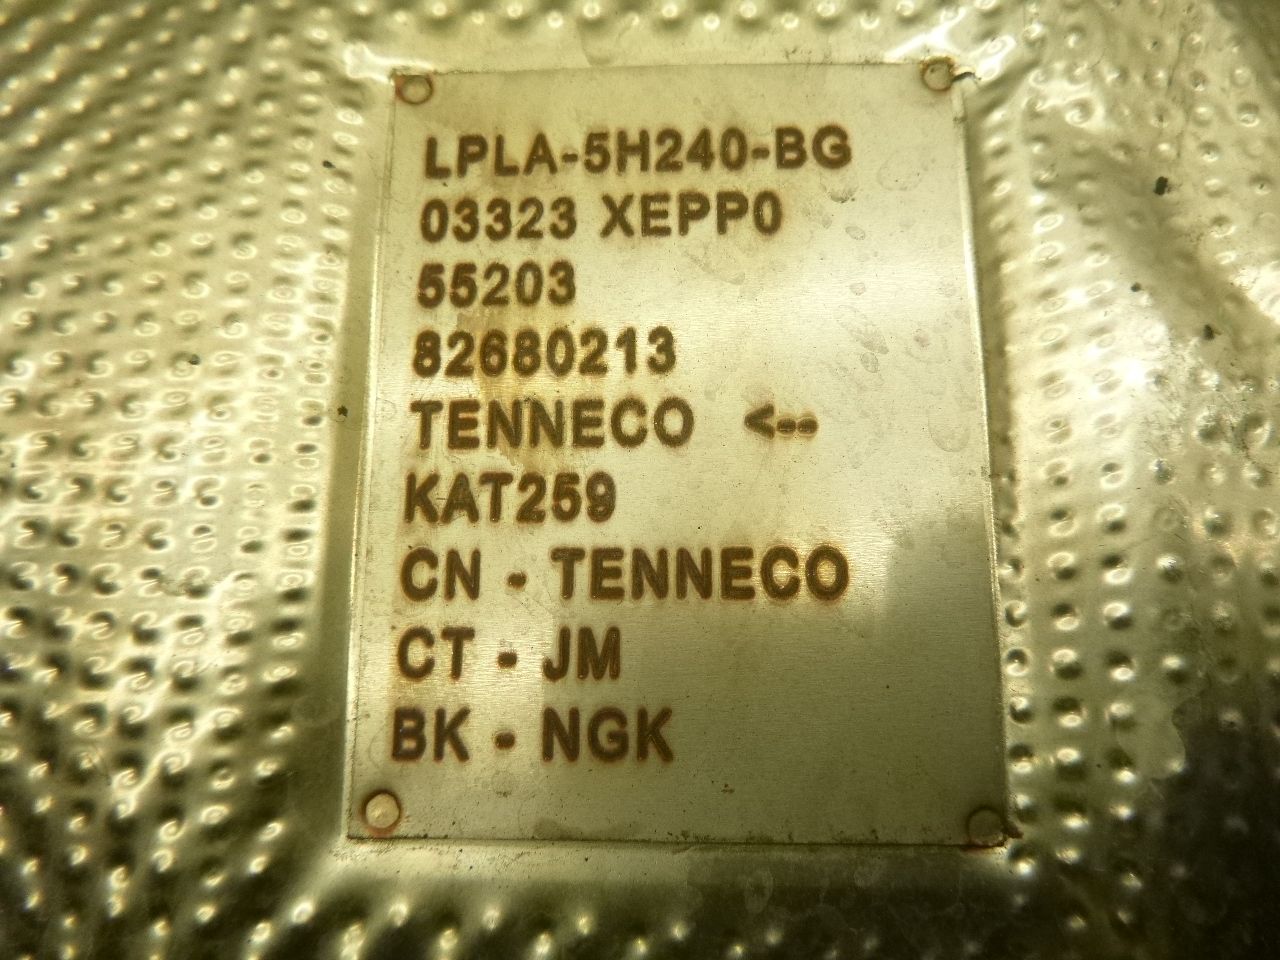 LPLA-5H240-BG
03323 XEPP0
55203
82680213
TENNECO <--
KAT259
CN - TENNECO
CT - JM
BK - NGK